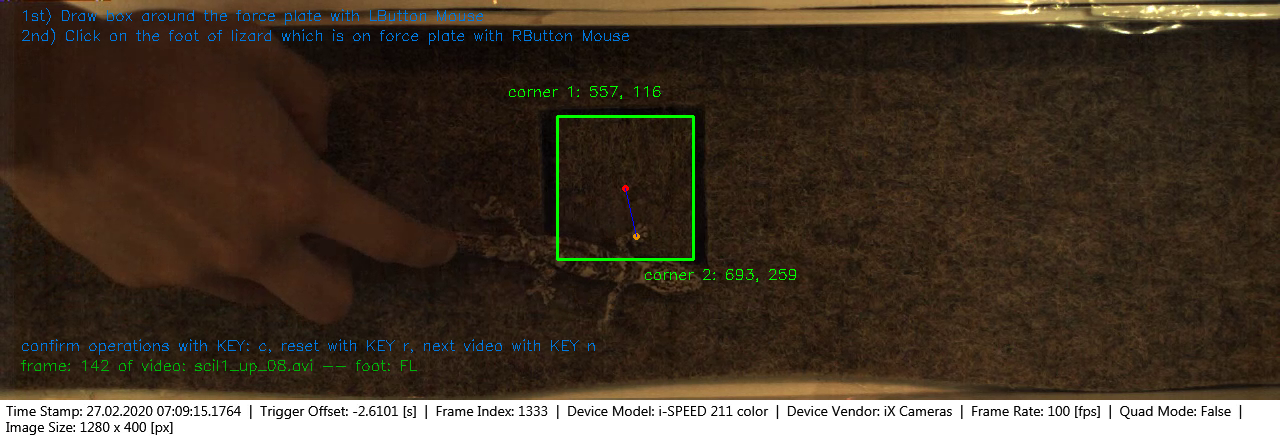 1st) Draw box around the force plate with LButton Mouse
2nd) Click on the foot of lizard which is on force plate with RButton Mouse
corner 1: 557, 116
corner 2: 693, 259
confirm operations with KEY: c, reset with KEY r, next video with KEY n
frame: 142 of video: scil1_up_08.avi -- foot: FL
Time Stamp: 27.02.2020 07:09:15.1764 | Trigger Offset: -2.6101 [s] | Frame Index: 1333 | Device Model: i-SPEED 211 color | Device Vendor: iX Cameras | Frame Rate: 100 [fps] | Quad Mode: False |
Image Size: 1280 x 400 [px]